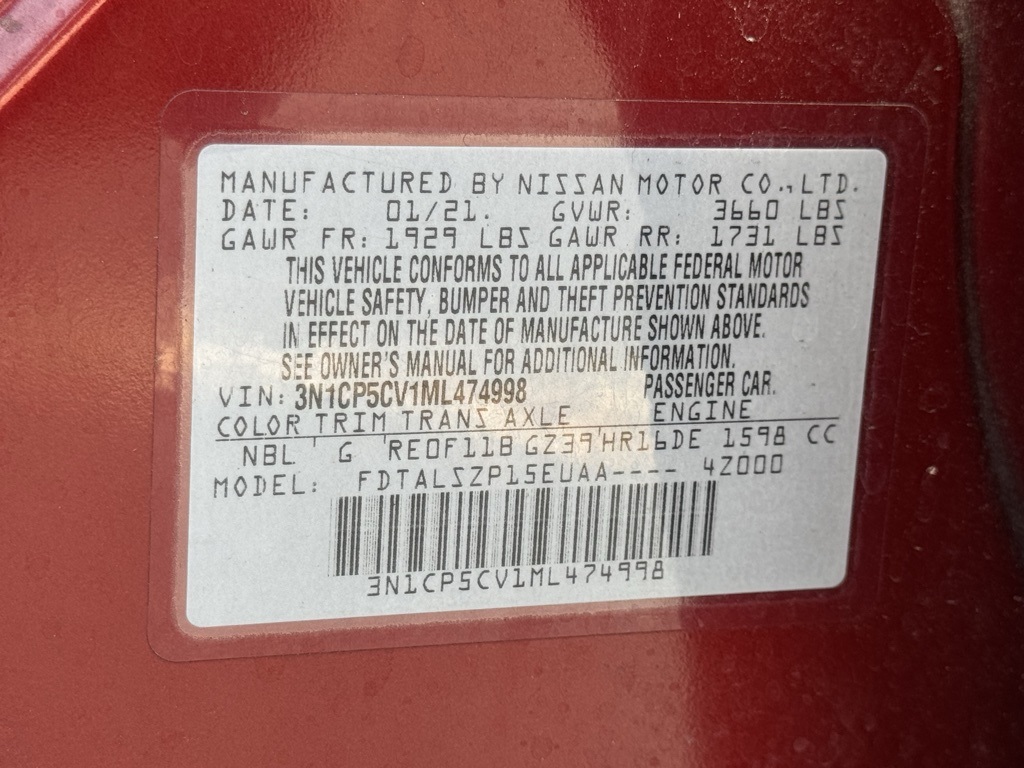 MANUFACTURED BY NISSAN MOTOR CO.,LTD.
DATE: 01/21. GVWR: 3660 LBS
GAWR FR: 1929 LBS GAWR RR: 1731 LBS
THIS VEHICLE CONFORMS TO ALL APPLICABLE FEDERAL MOTOR
VEHICLE SAFETY, BUMPER AND THEFT PREVENTION STANDARDS
IN EFFECT ON THE DATE OF MANUFACTURE SHOWN ABOVE.
SEE OWNER'S MANUAL FOR ADDITIONAL INFORMATION.
VIN: 3N1CP5CV1ML474998 PASSENGER CAR.
COLOR TRIM TRANS AXLE ENGINE
NBL ' G ' RE0F11B GZ39 ' HR16DE 1598 CC
MODEL: FDTALSZP15EUAA---- 4Z000
3N1CP5CV1ML474998